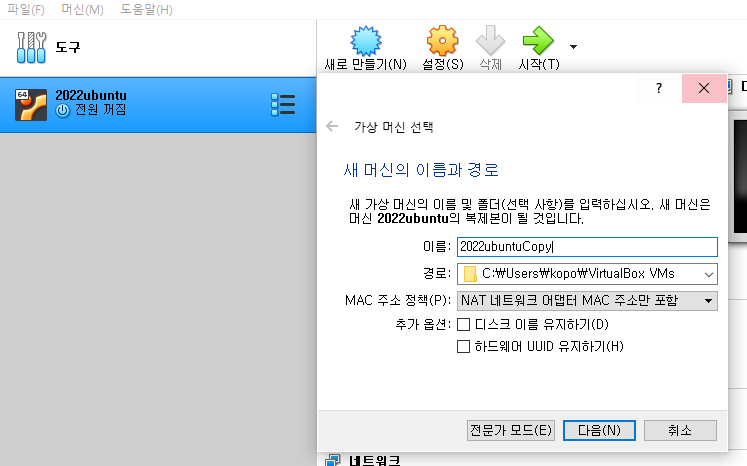 파일(F) 머신(M) 도움말(H)
도구
새로 만들기(N) 설정(S) 삭제 시작(T)
64
2022ubuntu
전원 꺼짐
?
가상 머신 선택
새 머신의 이름과 경로
새 가상 머신의 이름 및 폴더(선택 사항)를 입력하십시오. 새 머신은
머신 2022ubuntu의 복제본이 될 것입니다.
이름: 2022ubuntuCopy
경로: C:\Users\kopo\VirtualBox VMs
MAC 주소 정책(P): NAT 네트워크 어댑터 MAC 주소만 포함
추가 옵션: 디스크 이름 유지하기(D)
하드웨어 UUID 유지하기(H)
전문가 모드(E) 다음(N) 취소
네트워크